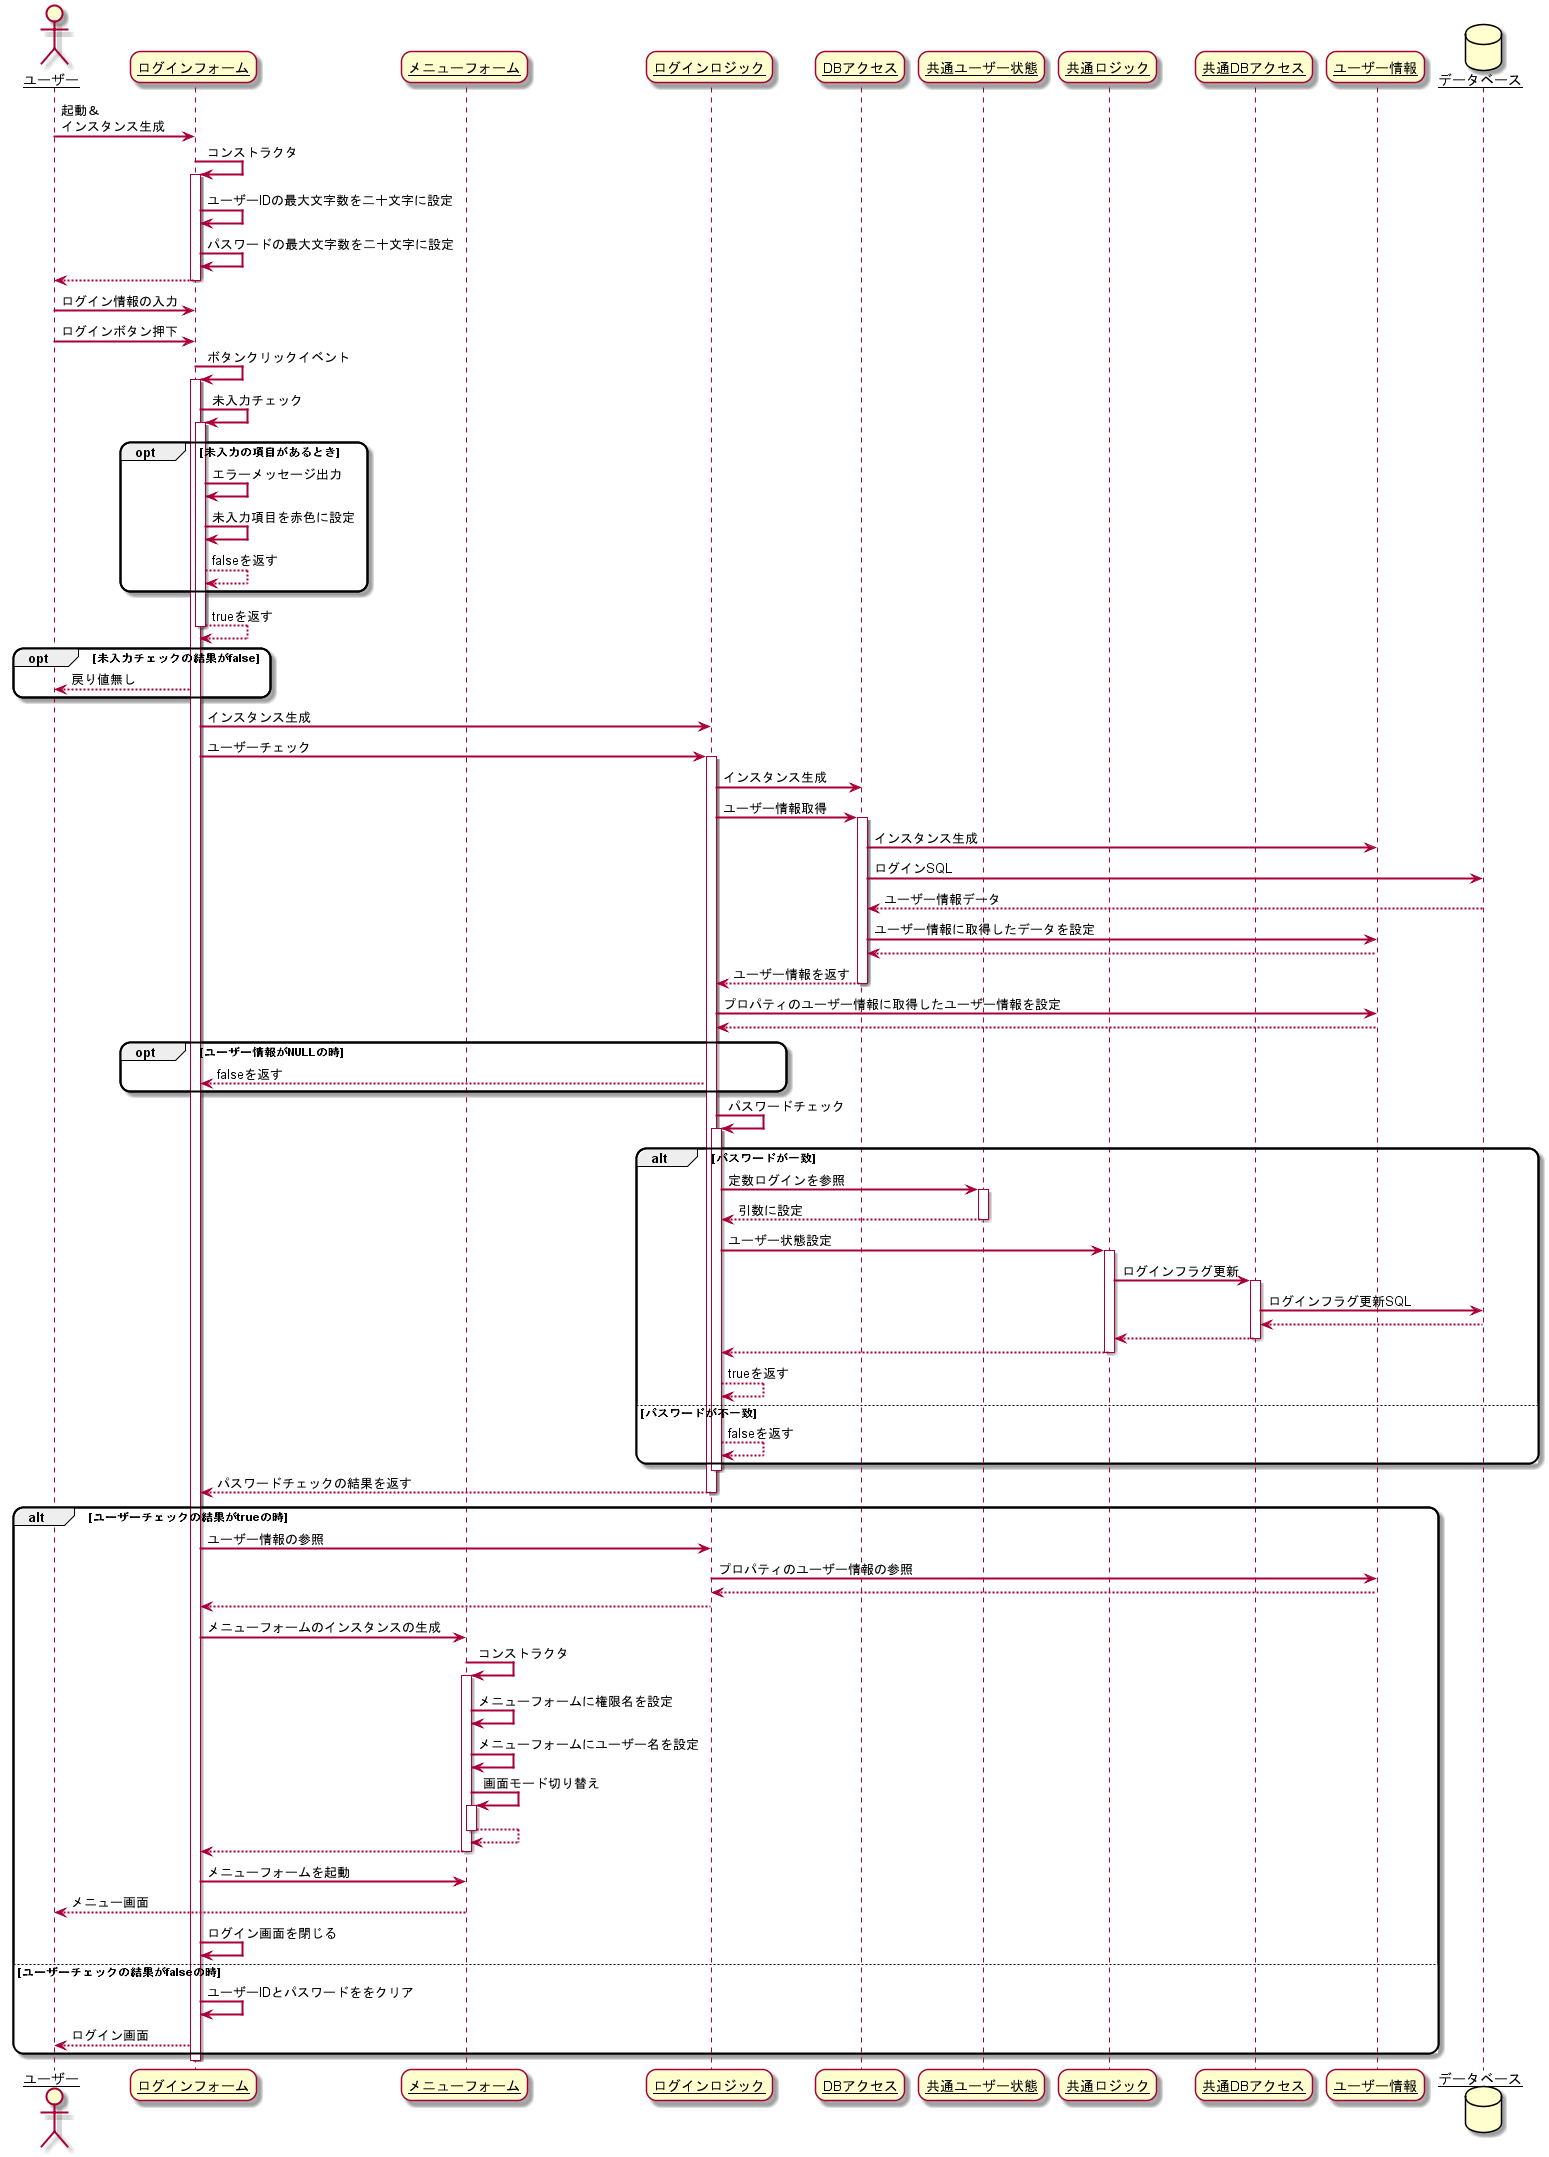 ユーザー
ログインフォーム
メニューフォーム
ログインロジック
DBアクセス
共通ユーザー状態
共通ロジック
共通DBアクセス
ユーザー情報
データベース
起動＆
インスタンス生成
コンストラクタ
ユーザーIDの最大文字数を二十文字に設定
パスワードの最大文字数を二十文字に設定
ログイン情報の入力
ログインボタン押下
ボタンクリックイベント
未入力チェック
opt
[未入力の項目があるとき]
エラーメッセージ出力
未入力項目を赤色に設定
falseを返す
trueを返す
opt
[未入力チェックの結果がfalse]
戻り値無し
インスタンス生成
ユーザーチェック
インスタンス生成
ユーザー情報取得
インスタンス生成
ログインSQL
ユーザー情報データ
ユーザー情報に取得したデータを設定
ユーザー情報を返す
プロパティのユーザー情報に取得したユーザー情報を設定
opt
[ユーザー情報がNULLの時]
falseを返す
パスワードチェック
alt
[パスワードが一致]
定数ログインを参照
引数に設定
ユーザー状態設定
ログインフラグ更新
ログインフラグ更新SQL
trueを返す
[パスワードが不一致]
falseを返す
パスワードチェックの結果を返す
alt
[ユーザーチェックの結果がtrueの時]
ユーザー情報の参照
プロパティのユーザー情報の参照
メニューフォームのインスタンスの生成
コンストラクタ
メニューフォームに権限名を設定
メニューフォームにユーザー名を設定
画面モード切り替え
メニューフォームを起動
メニュー画面
ログイン画面を閉じる
[ユーザーチェックの結果がfalseの時]
ユーザーIDとパスワードををクリア
ログイン画面
ユーザー
ログインフォーム
メニューフォーム
ログインロジック
DBアクセス
共通ユーザー状態
共通ロジック
共通DBアクセス
ユーザー情報
データベース